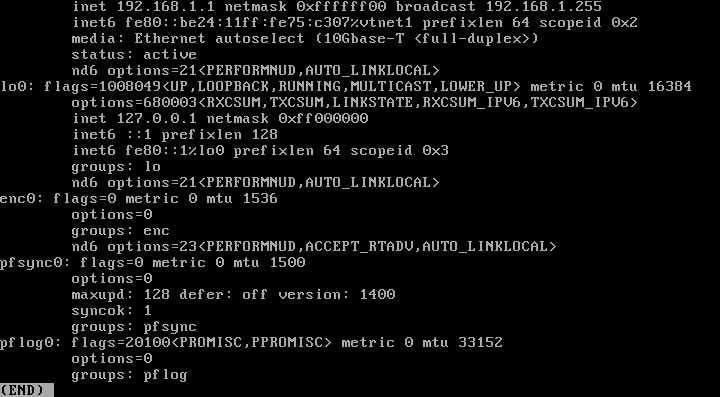 inet 192.168.1.1 netmask 0xffffff00 broadcast 192.168.1.255
inet6 fe80::be24:11ff:fe75:c307%vtnet1 prefixlen 64 scopeid 0x2
media: Ethernet autoselect (10Gbase-T <full-duplex>)
status: active
nd6 options=21<PERFORMNUD,AUTO_LINKLOCAL>
lo0: flags=1008049<UP,LOOPBACK,RUNNING,MULTICAST,LOWER_UP> metric 0 mtu 16384
options=680003<RXCSUM,TXCSUM,LINKSTATE,RXCSUM_IPV6,TXCSUM_IPV6>
inet 127.0.0.1 netmask 0xff000000
inet6 ::1 prefixlen 128
inet6 fe80::1%lo0 prefixlen 64 scopeid 0x3
groups: lo
nd6 options=21<PERFORMNUD,AUTO_LINKLOCAL>
enc0: flags=0 metric 0 mtu 1536
options=0
groups: enc
nd6 options=23<PERFORMNUD,ACCEPT_RTADV,AUTO_LINKLOCAL>
pfsync0: flags=0 metric 0 mtu 1500
options=0
maxupd: 128 defer: off version: 1400
syncok: 1
groups: pfsync
pflog0: flags=20100<PROMISC,PPROMISC> metric 0 mtu 33152
options=0
groups: pflog
(END)